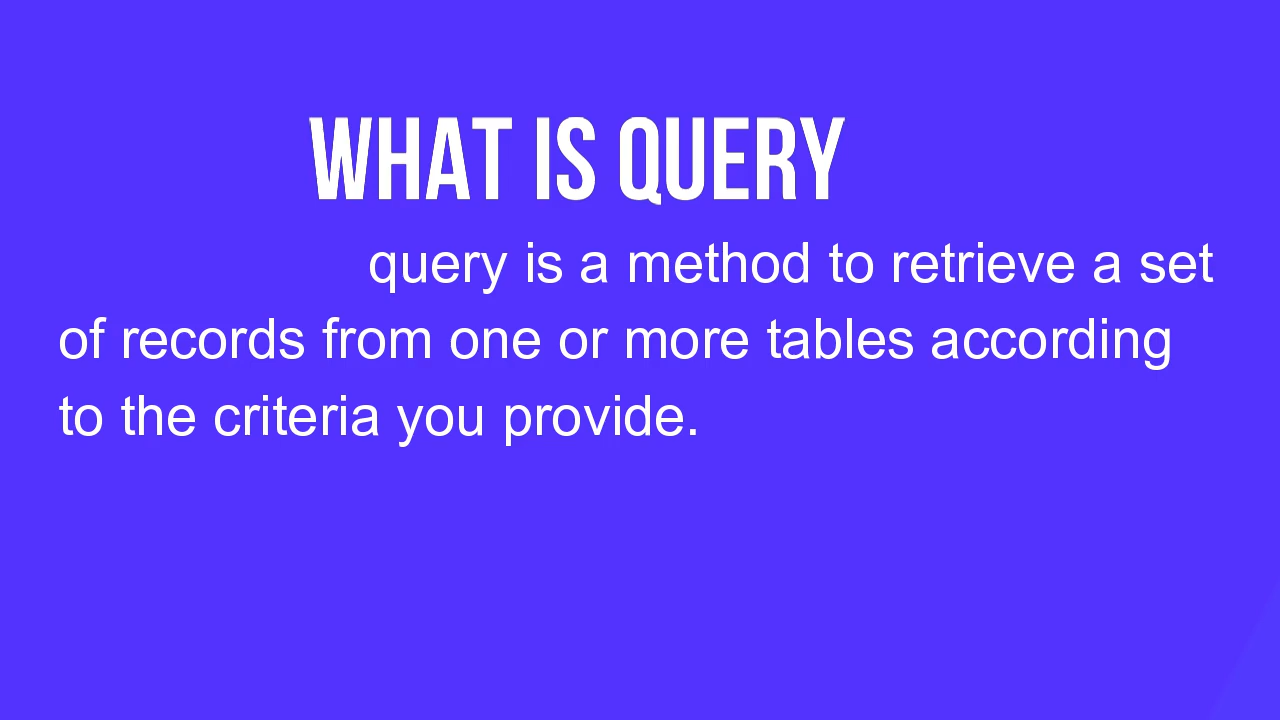 WHAT IS QUERY
query is a method to retrieve a set
of records from one or more tables according
to the criteria you provide.